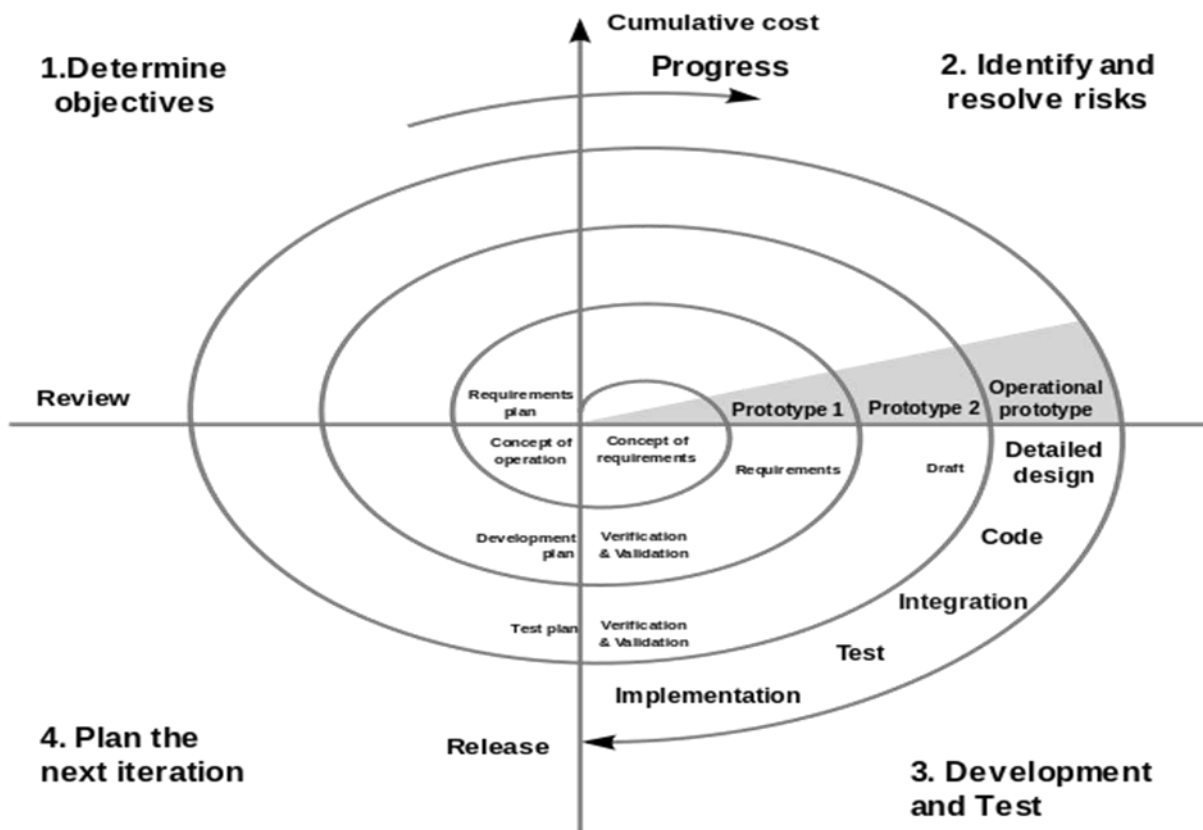 Cumulative cost
1.Determine
objectives
Progress
2. Identify and
resolve risks
Review
Requirements
plan
Prototype 1
Prototype 2
Operational
prototype
Concept of
operation
Concept of
requirements
Requirements
Draft
Detailed
design
Development
plan
Verification
& Validation
Code
Integration
Test plan
Verification
& Validation
Test
Implementation
Release
4. Plan the
next iteration
3. Development
and Test